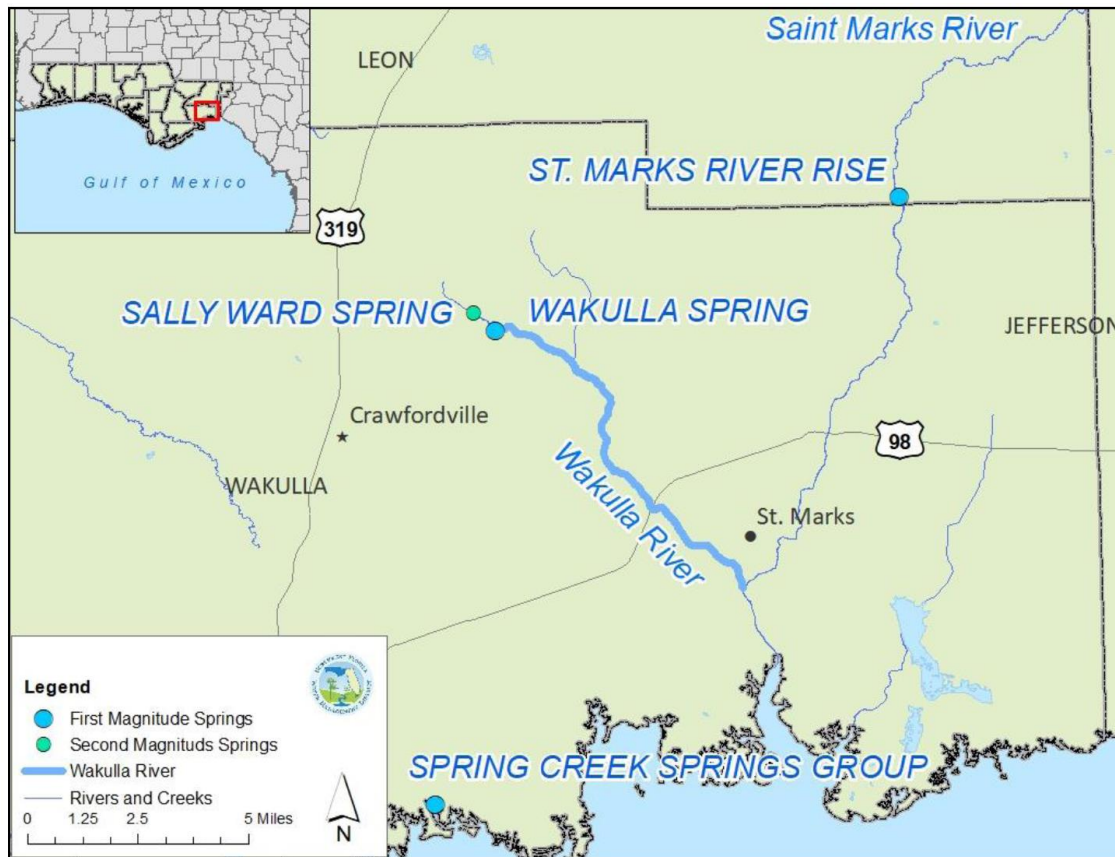 Saint Marks River
LEON
Gulf of Mexico
ST. MARKS RIVER RISE
319
SALLY WARD SPRING
WAKULLA SPRING
JEFFERSON
Crawfordville
98
WAKULLA
Wakulla River
St. Marks
SPRING CREEK SPRINGS GROUP
Legend
First Magnitude Springs
Second Magnituds Springs
Wakulla River
Rivers and Creeks
0 1.25 2.5 5 Miles
N